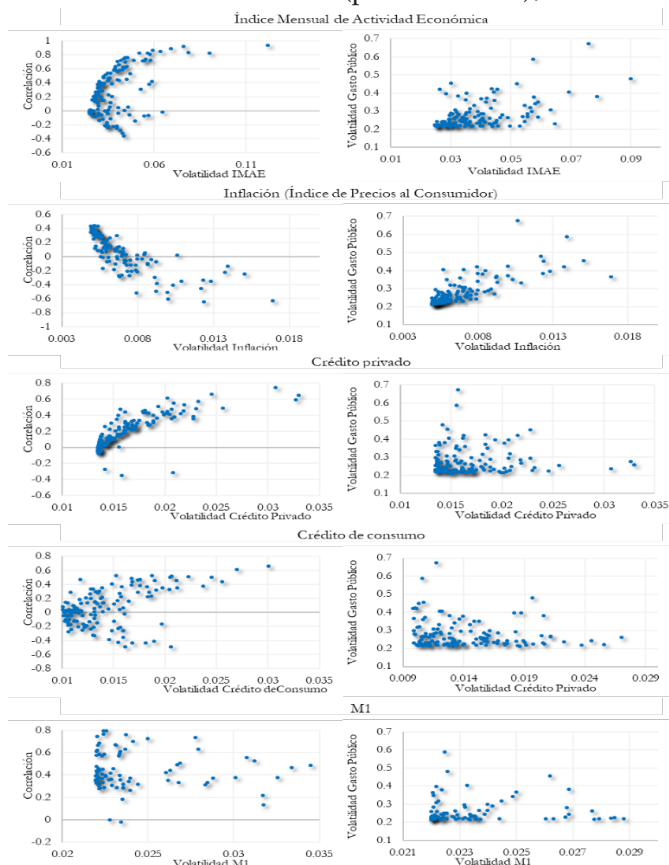 Índice Mensual de Actividad Económica
Correlación
1
0.8
0.6
0.4
0.2
0
-0.2
-0.4
-0.6
0.01 0.06 0.11
Volatilidad IMAE
Volatilidad Gasto Público
0.7
0.6
0.5
0.4
0.3
0.2
0.1
0.01 0.03 0.05 0.07 0.09
Volatilidad IMAE
Inflación (Índice de Precios al Consumidor)
Correlación
0.6
0.4
0.2
0
-0.2
-0.4
-0.6
-0.8
-1
0.003 0.008 0.013 0.018
Volatilidad Inflación
Volatilidad Gasto Público
0.7
0.6
0.5
0.4
0.3
0.2
0.1
0.003 0.008 0.013 0.018
Volatilidad Inflación
Crédito privado
Correlación
0.8
0.6
0.4
0.2
0
-0.2
-0.4
-0.6
0.01 0.015 0.02 0.025 0.03 0.035
Volatilidad Crédito Privado
Volatilidad Gasto Público
0.7
0.6
0.5
0.4
0.3
0.2
0.1
0.01 0.015 0.02 0.025 0.03 0.035
Volatilidad Crédito Privado
Crédito de consumo
Correlación
0.8
0.6
0.4
0.2
0
-0.2
-0.4
-0.6
-0.8
0.01 0.015 0.02 0.025 0.03 0.035
Volatilidad Crédito deConsumo
Volatilidad Gasto Público
0.7
0.6
0.5
0.4
0.3
0.2
0.1
0.009 0.014 0.019 0.024 0.029
Volatilidad Crédito Privado
M1
Correlación
0.8
0.6
0.4
0.2
0
-0.2
0.02 0.025 0.03 0.035
Volatilidad M1
Volatilidad Gasto Público
0.7
0.6
0.5
0.4
0.3
0.2
0.1
0.021 0.023 0.025 0.027 0.029
Volatilidad M1